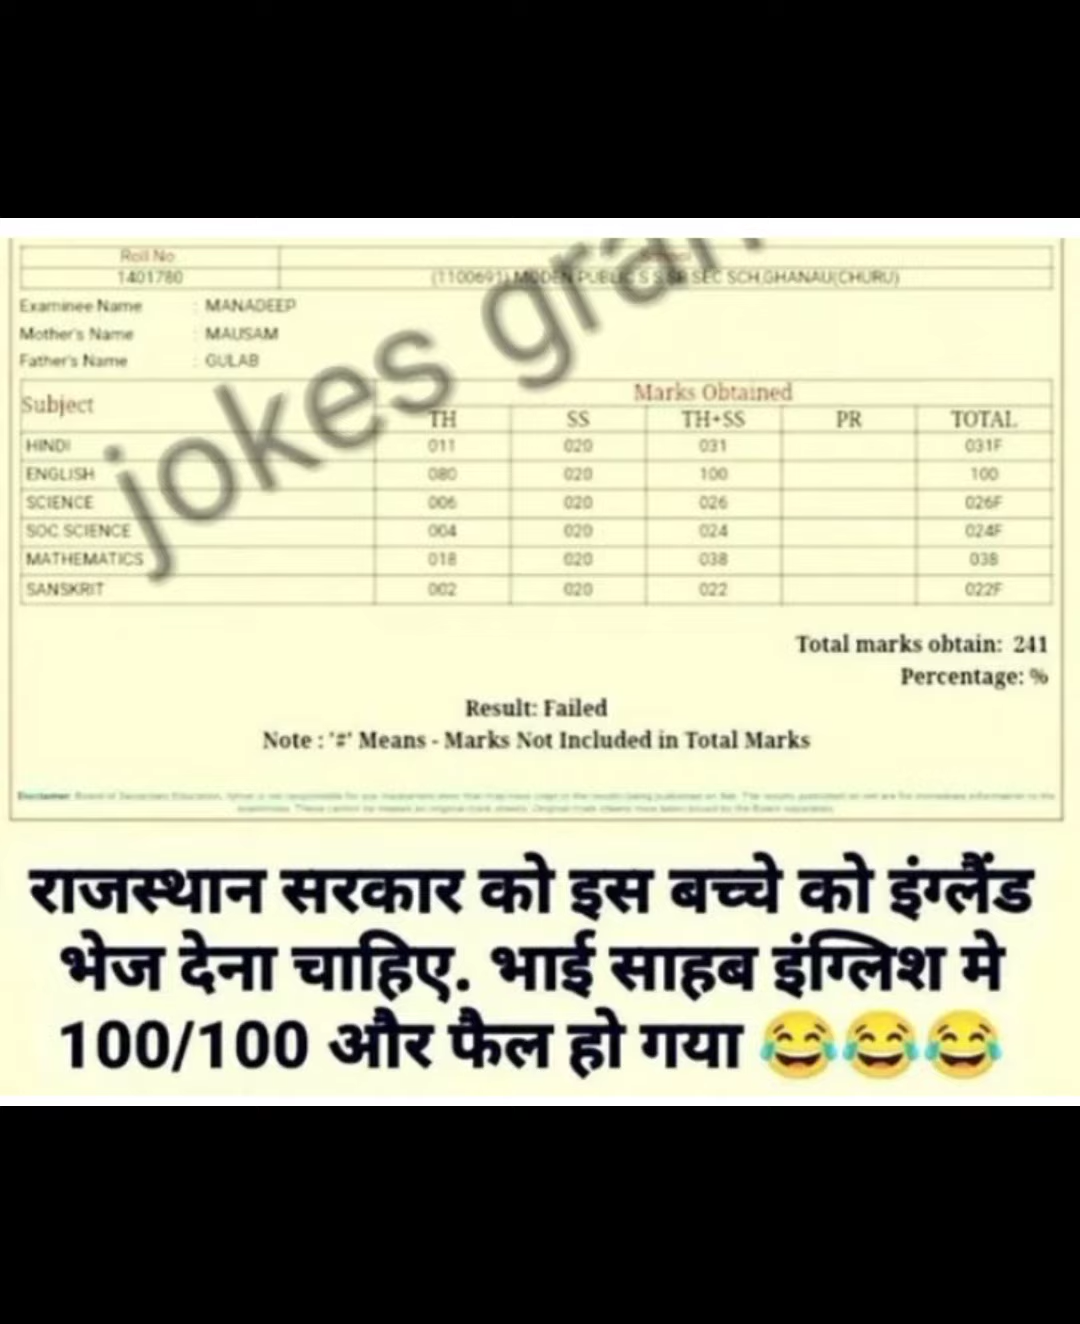 Roll No
1401780 (1100691) MODEN PUBLIC S S SEC SCH,GHANAU(CHURU)
Examinee Name : MANADEEP
Mother's Name : MAUSAM
Father's Name : GULAB
jokes gran
Subject Marks Obtained
TH SS TH+SS PR TOTAL
HINDI 011 020 031 031F
ENGLISH 080 020 100 100
SCIENCE 006 020 026 026F
SOC SCIENCE 004 020 024 024F
MATHEMATICS 018 020 038 038
SANSKRIT 002 020 022 022F
Total marks obtain: 241
Percentage: %
Result: Failed
Note : '#' Means - Marks Not Included in Total Marks
राजस्थान सरकार को इस बच्चे को इंग्लैंड
भेज देना चाहिए. भाई साहब इंग्लिश मे
100/100 और फैल हो गया 😂😂😂